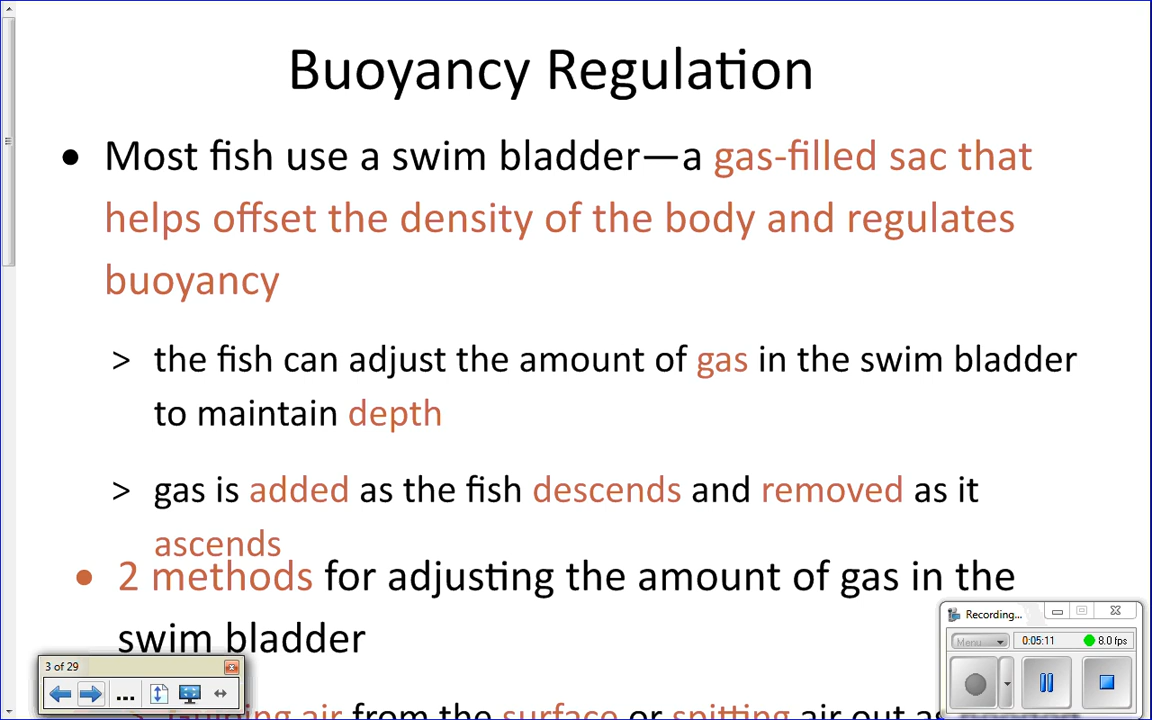 Buoyancy Regulation
• Most fish use a swim bladder—a gas-filled sac that
helps offset the density of the body and regulates
buoyancy
> the fish can adjust the amount of gas in the swim bladder
to maintain depth
> gas is added as the fish descends and removed as it
ascends
• 2 methods for adjusting the amount of gas in the
swim bladder
air from the surface or spitting air out as
3 of 29
...
Recording...
Menu
0:05:11
8.0 fps